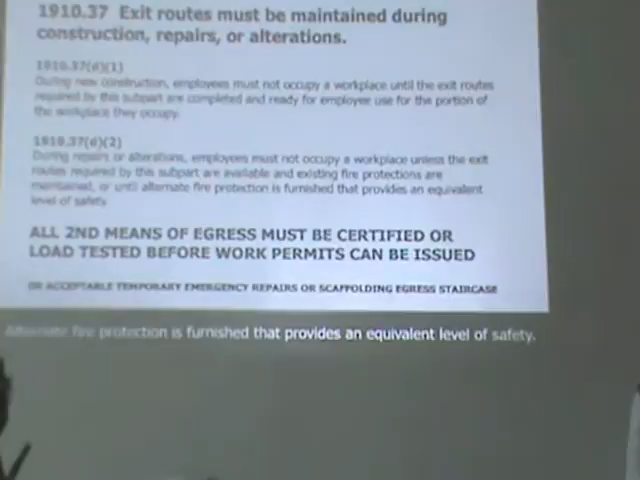 1910.37 Exit routes must be maintained during
construction, repairs, or alterations.
1910.37(d)(1)
During new construction, employees must not occupy a workplace until the exit routes
required by this subpart are completed and ready for employee use for the portion of
the workplace they occupy.
1910.37(d)(2)
During repairs or alterations, employees must not occupy a workplace unless the exit
routes required by this subpart are available and existing fire protections are
maintained, or until alternate fire protection is furnished that provides an equivalent
level of safety.
ALL 2ND MEANS OF EGRESS MUST BE CERTIFIED OR
LOAD TESTED BEFORE WORK PERMITS CAN BE ISSUED
OR ACCEPTABLE TEMPORARY EMERGENCY REPAIRS OR SCAFFOLDING EGRESS STAIRCASE
Alternate fire protection is furnished that provides an equivalent level of safety.